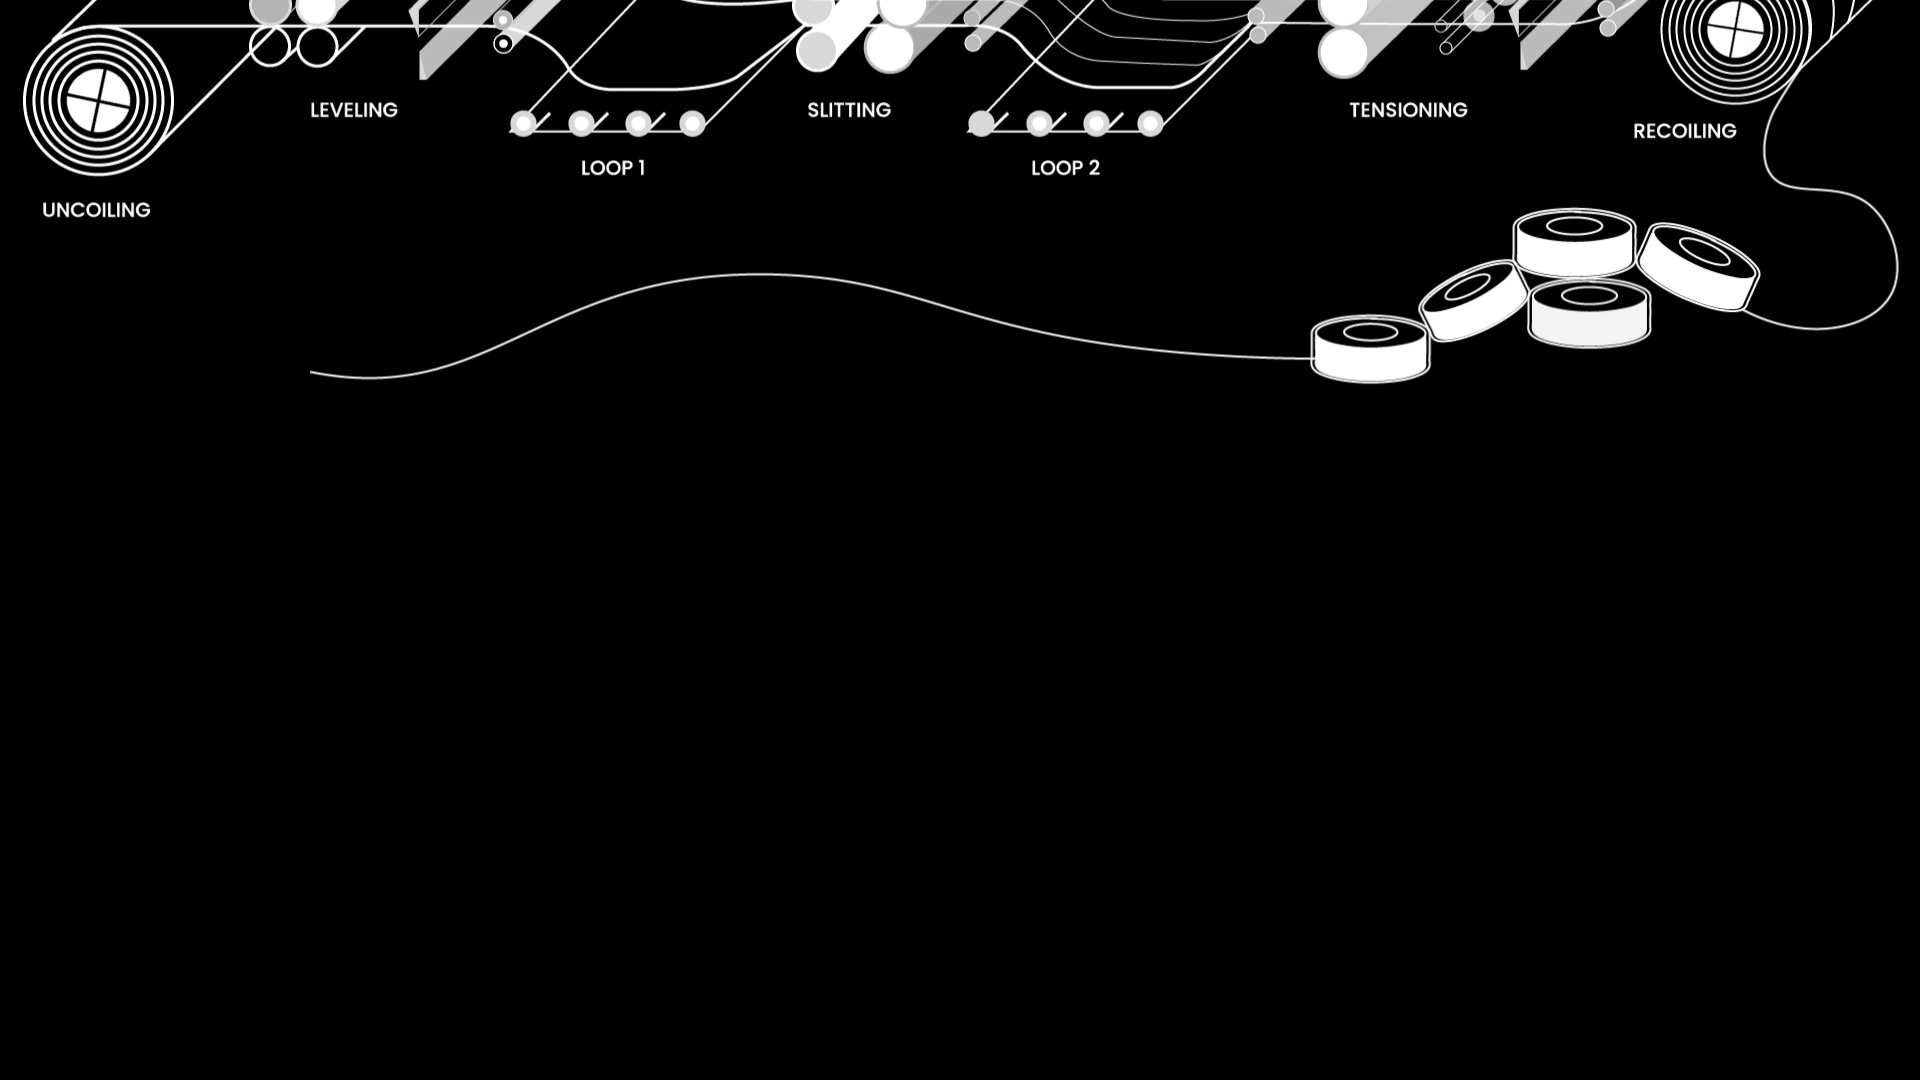 LEVELING
SLITTING
TENSIONING
RECOILING
LOOP 1
LOOP 2
UNCOILING